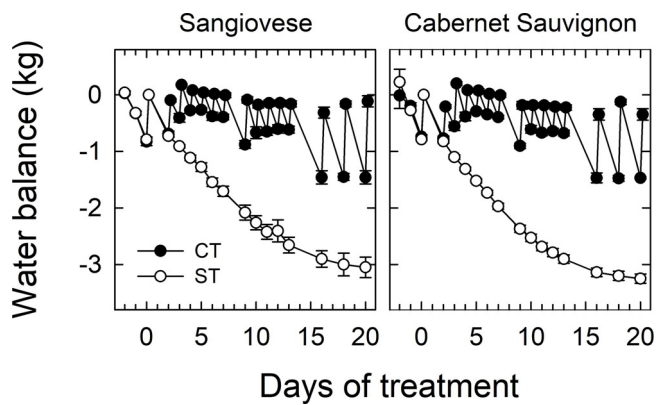 Sangiovese Cabernet Sauvignon
Water balance (kg)
0
-1
-2
-3
CT
ST
0 5 10 15 20 0 5 10 15 20
Days of treatment